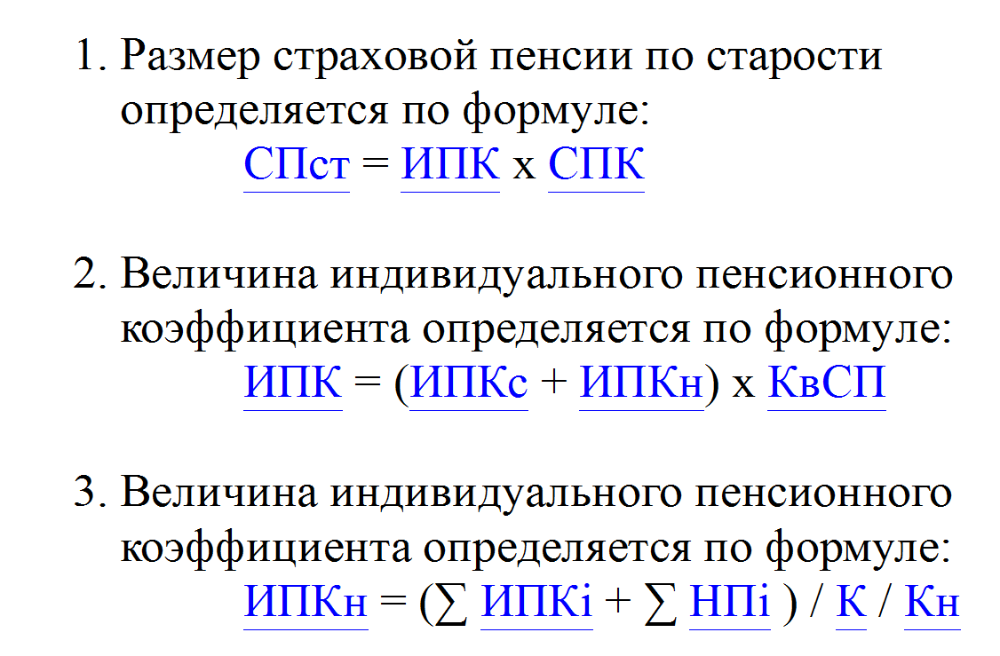 1. Размер страховой пенсии по старости
определяется по формуле:
СПст = ИПК х СПК
2. Величина индивидуального пенсионного
коэффициента определяется по формуле:
ИПК = (ИПКс + ИПКн) х КвСП
3. Величина индивидуального пенсионного
коэффициента определяется по формуле:
ИПКн = (∑ ИПКi + ∑ НПi ) / К / Кн